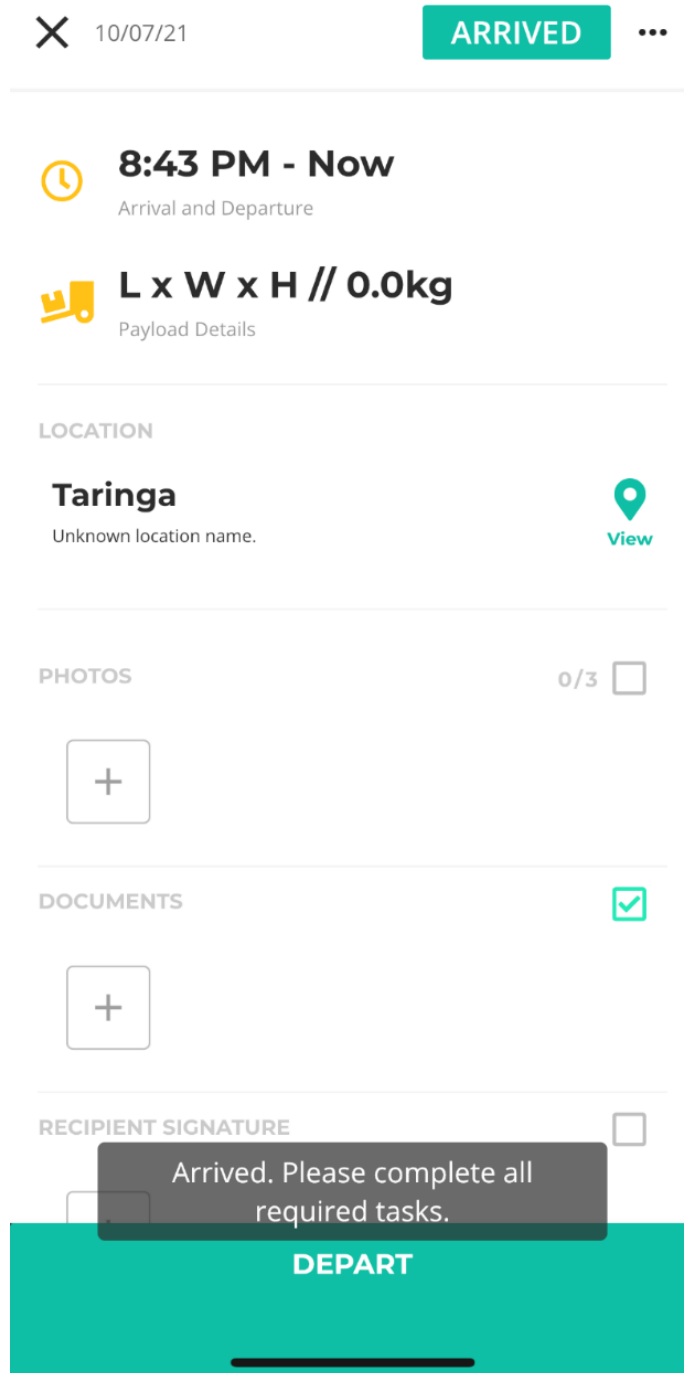 10/07/21 ARRIVED
8:43 PM - Now
Arrival and Departure
L x W x H // 0.0kg
Payload Details
LOCATION
Taringa
Unknown location name.
View
PHOTOS 0/3
DOCUMENTS
RECIPIENT SIGNATURE
Arrived. Please complete all
required tasks.
DEPART